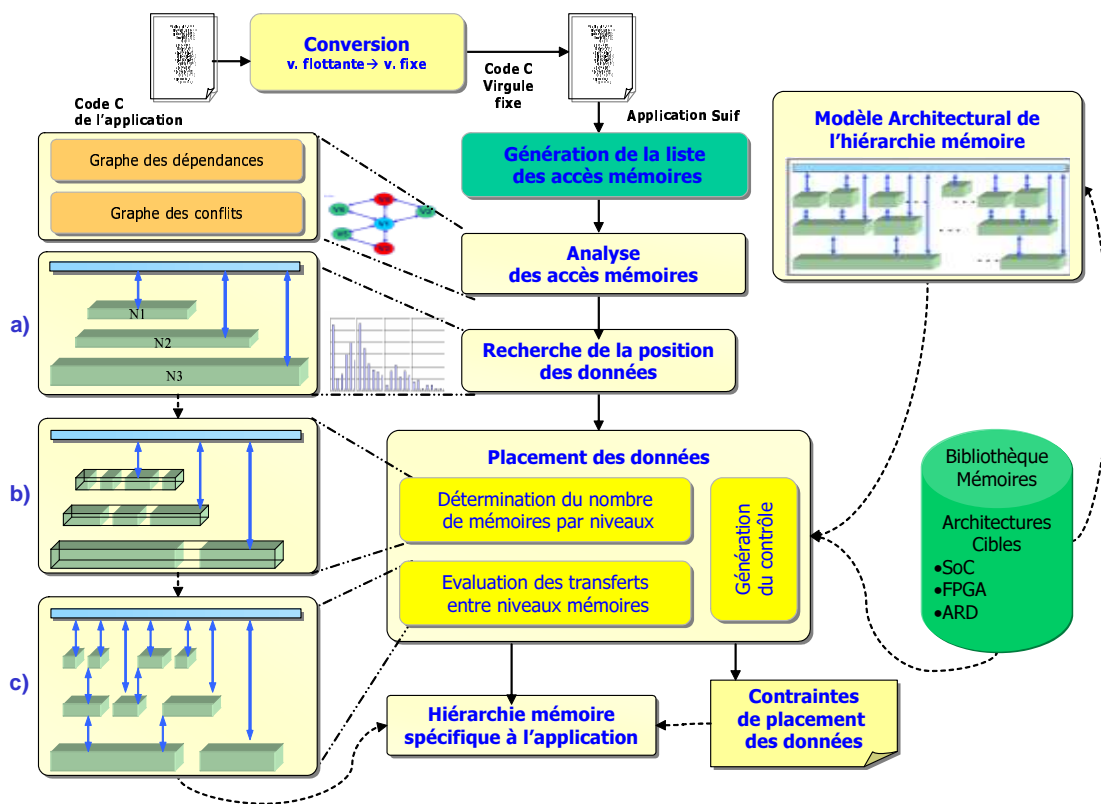 Conversion
v. flottante→ v. fixe
Code C
de l'application
Code C
Virgule
fixe
Application Suif
Graphe des dépendances
Graphe des conflits
Génération de la liste
des accès mémoires
Modèle Architectural de
l'hiérarchie mémoire
Analyse
des accès mémoires
a)
N1
N2
N3
Recherche de la position
des données
b)
Placement des données
Détermination du nombre
de mémoires par niveaux
Evaluation des transferts
entre niveaux mémoires
Génération
du contrôle
Bibliothèque
Mémoires
Architectures
Cibles
•SoC
•FPGA
•ARD
c)
Hiérarchie mémoire
spécifique à l'application
Contraintes
de placement
des données